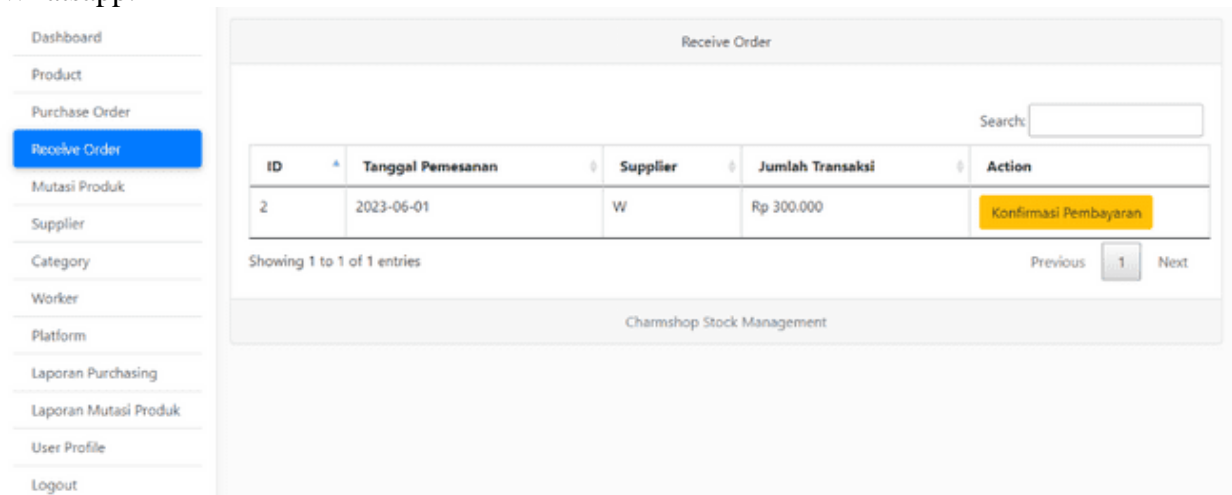 Dashboard
Product
Purchase Order
Receive Order
Mutasi Produk
Supplier
Category
Worker
Platform
Laporan Purchasing
Laporan Mutasi Produk
User Profile
Logout
Receive Order
Search:
ID Tanggal Pemesanan Supplier Jumlah Transaksi Action
2 2023-06-01 W Rp 300.000 Konfirmasi Pembayaran
Showing 1 to 1 of 1 entries Previous 1 Next
Charmshop Stock Management